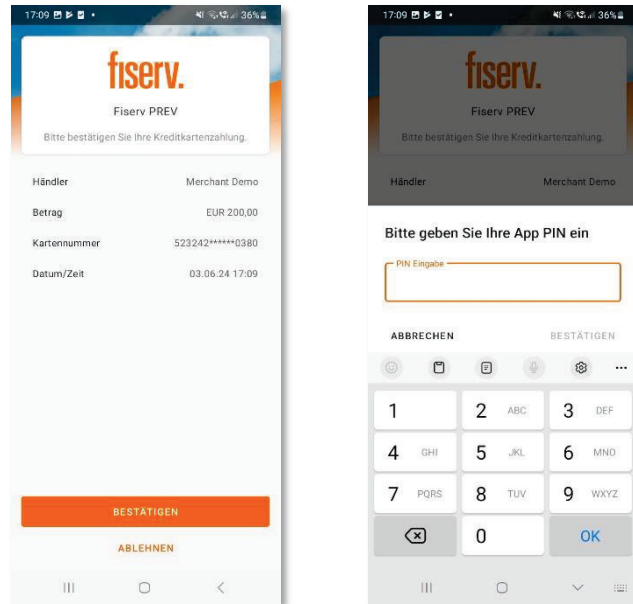 17:09
36%
fiserv.
Fiserv PREV
Bitte bestätigen Sie Ihre Kreditkartenzahlung.
Händler Merchant Demo
Betrag EUR 200,00
Kartennummer 523242******0380
Datum/Zeit 03.06.24 17:09
BESTÄTIGEN
ABLEHNEN
17:09
36%
fiserv.
Fiserv PREV
Bitte bestätigen Sie Ihre Kreditkartenzahlung.
Händler Merchant Demo
Bitte geben Sie Ihre App PIN ein
PIN Eingabe
ABBRECHEN BESTÄTIGEN
1 2 ABC 3 DEF
4 GHI 5 JKL 6 MNO
7 PQRS 8 TUV 9 WXYZ
0 OK